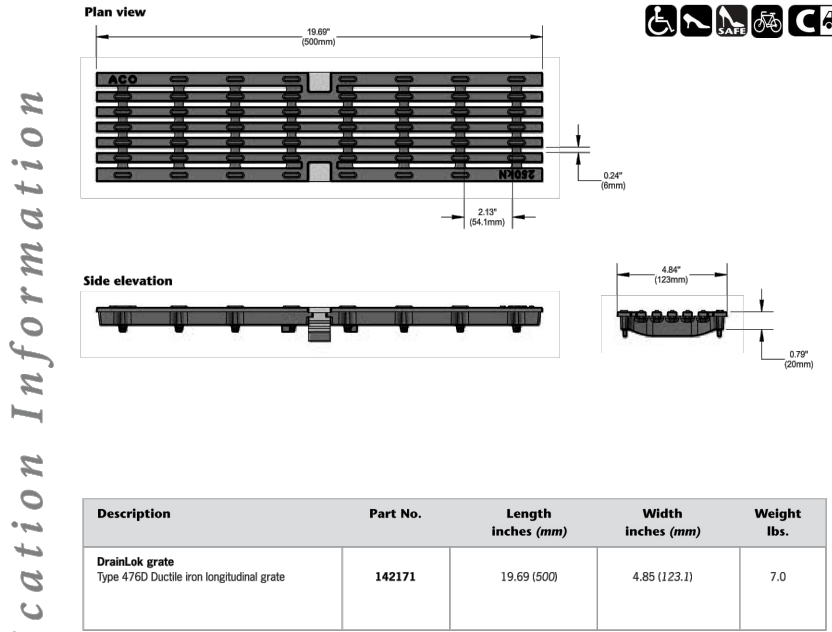 Plan view
19.69"
(500mm)
SAFE
C
ACO
250kN
0.24"
(6mm)
2.13"
(54.1mm)
Side elevation
4.84"
(123mm)
0.79"
(20mm)
cation Information
Description Part No. Length Width Weight
inches (mm) inches (mm) lbs.
DrainLok grate
Type 476D Ductile iron longitudinal grate 142171 19.69 (500) 4.85 (123.1) 7.0